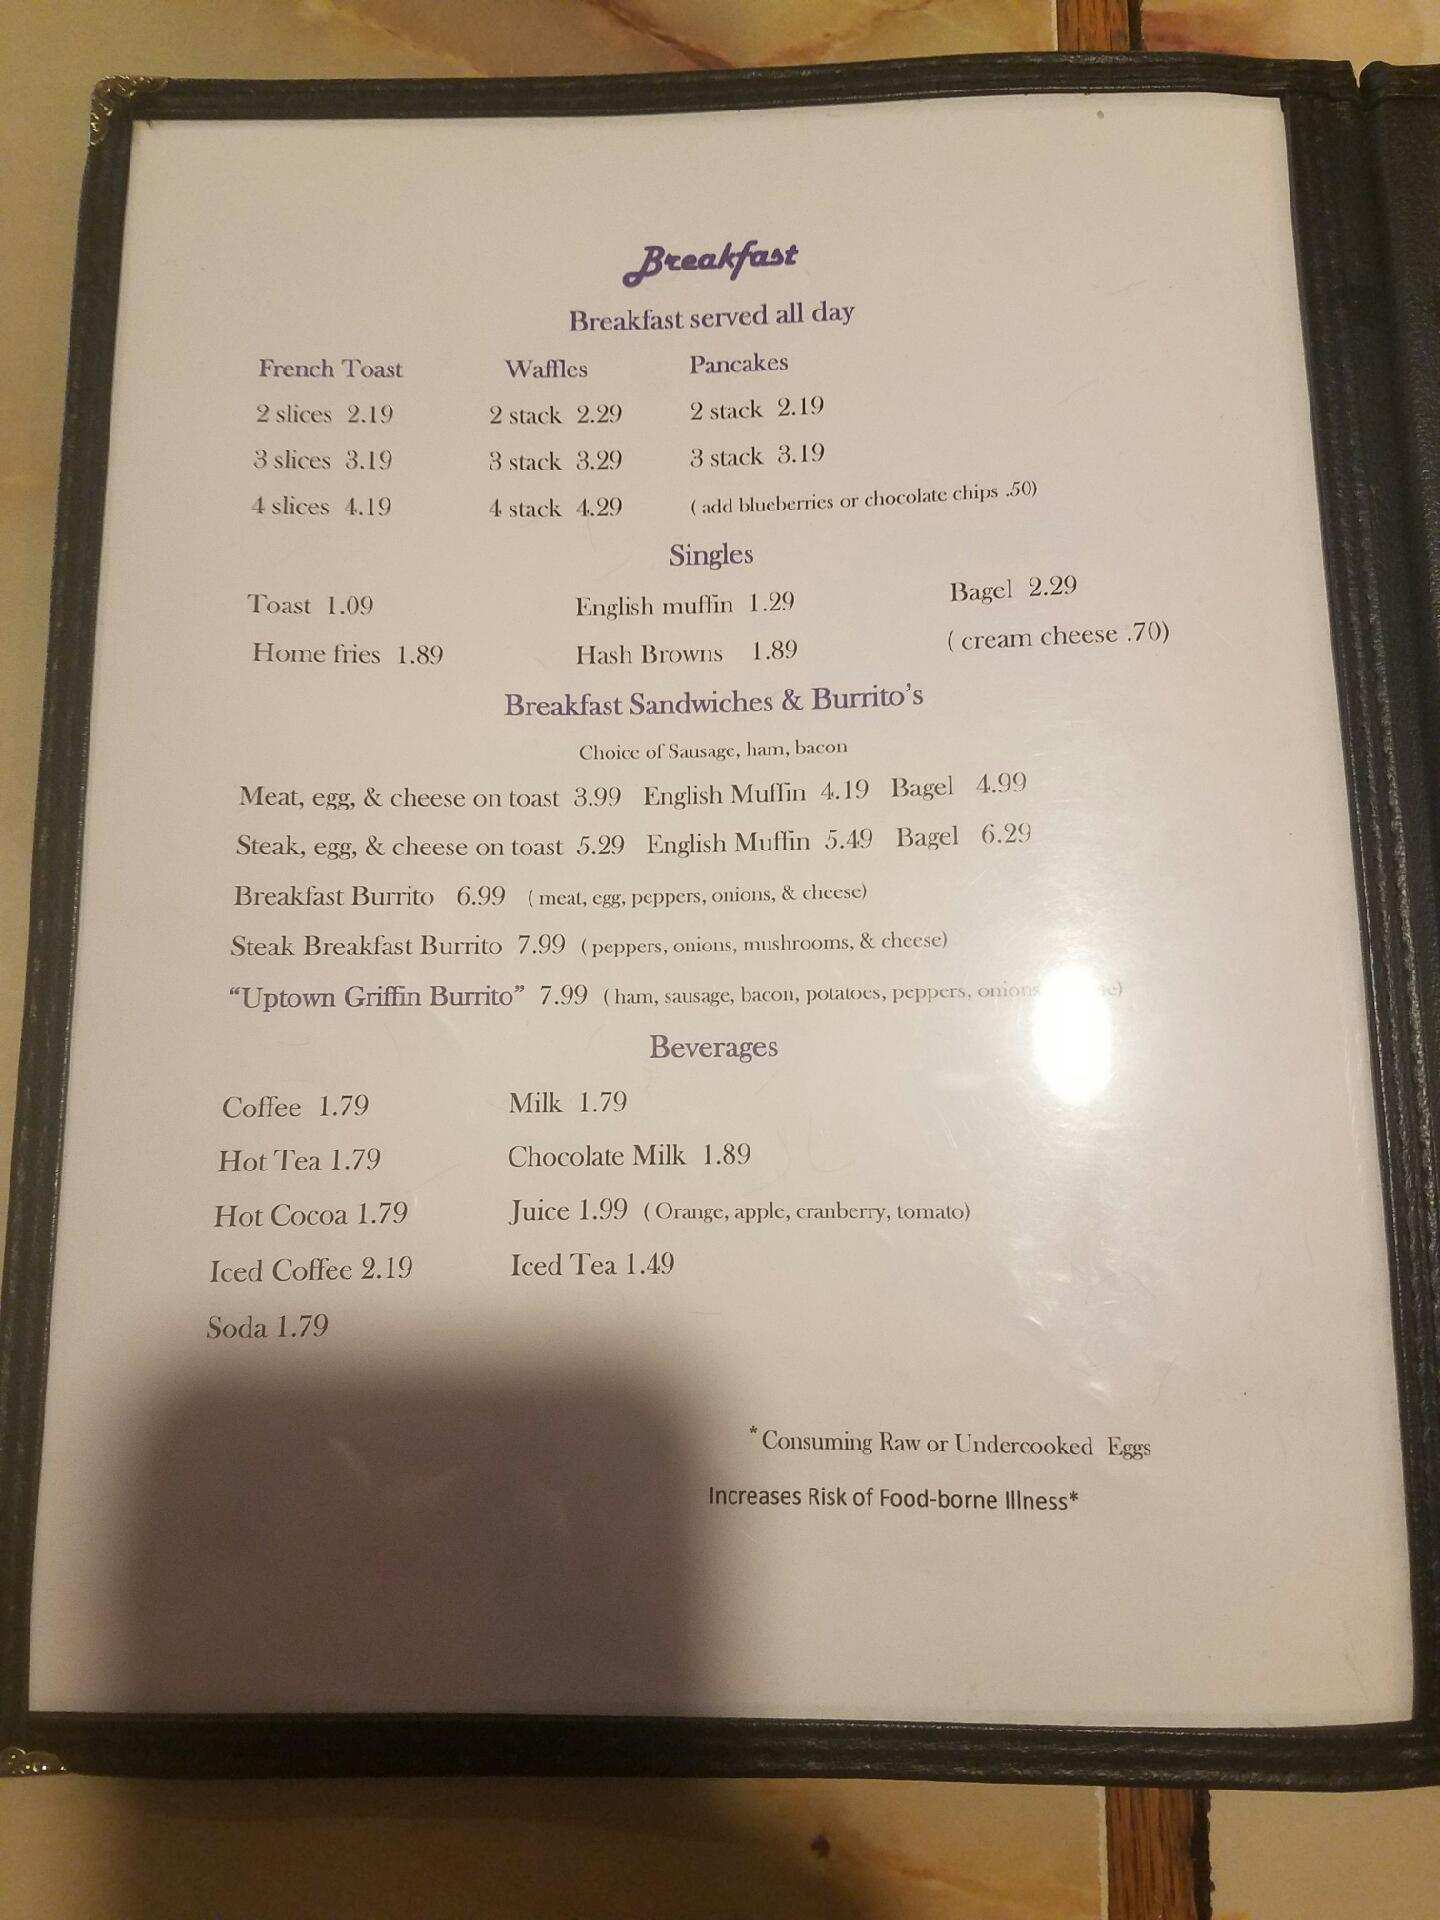 Breakfast
Breakfast served all day
French Toast Waffles Pancakes
2 slices 2.19 2 stack 2.29 2 stack 2.19
3 slices 3.19 3 stack 3.29 3 stack 3.19
4 slices 4.19 4 stack 4.29 ( add blueberries or chocolate chips .50)
Singles
Toast 1.09 English muffin 1.29 Bagel 2.29
Home fries 1.89 Hash Browns 1.89 ( cream cheese .70)
Breakfast Sandwiches & Burrito's
Choice of Sausage, ham, bacon
Meat, egg, & cheese on toast 3.99 English Muffin 4.19 Bagel 4.99
Steak, egg, & cheese on toast 5.29 English Muffin 5.49 Bagel 6.29
Breakfast Burrito 6.99 ( meat, egg, peppers, onions, & cheese)
Steak Breakfast Burrito 7.99 ( peppers, onions, mushrooms, & cheese)
“Uptown Griffin Burrito” 7.99 ( ham, sausage, bacon, potatoes, peppers, onions
Beverages
Coffee 1.79 Milk 1.79
Hot Tea 1.79 Chocolate Milk 1.89
Hot Cocoa 1.79 Juice 1.99 ( Orange, apple, cranberry, tomato)
Iced Coffee 2.19 Iced Tea 1.49
Soda 1.79
*Consuming Raw or Undercooked Eggs
Increases Risk of Food-borne Illness*